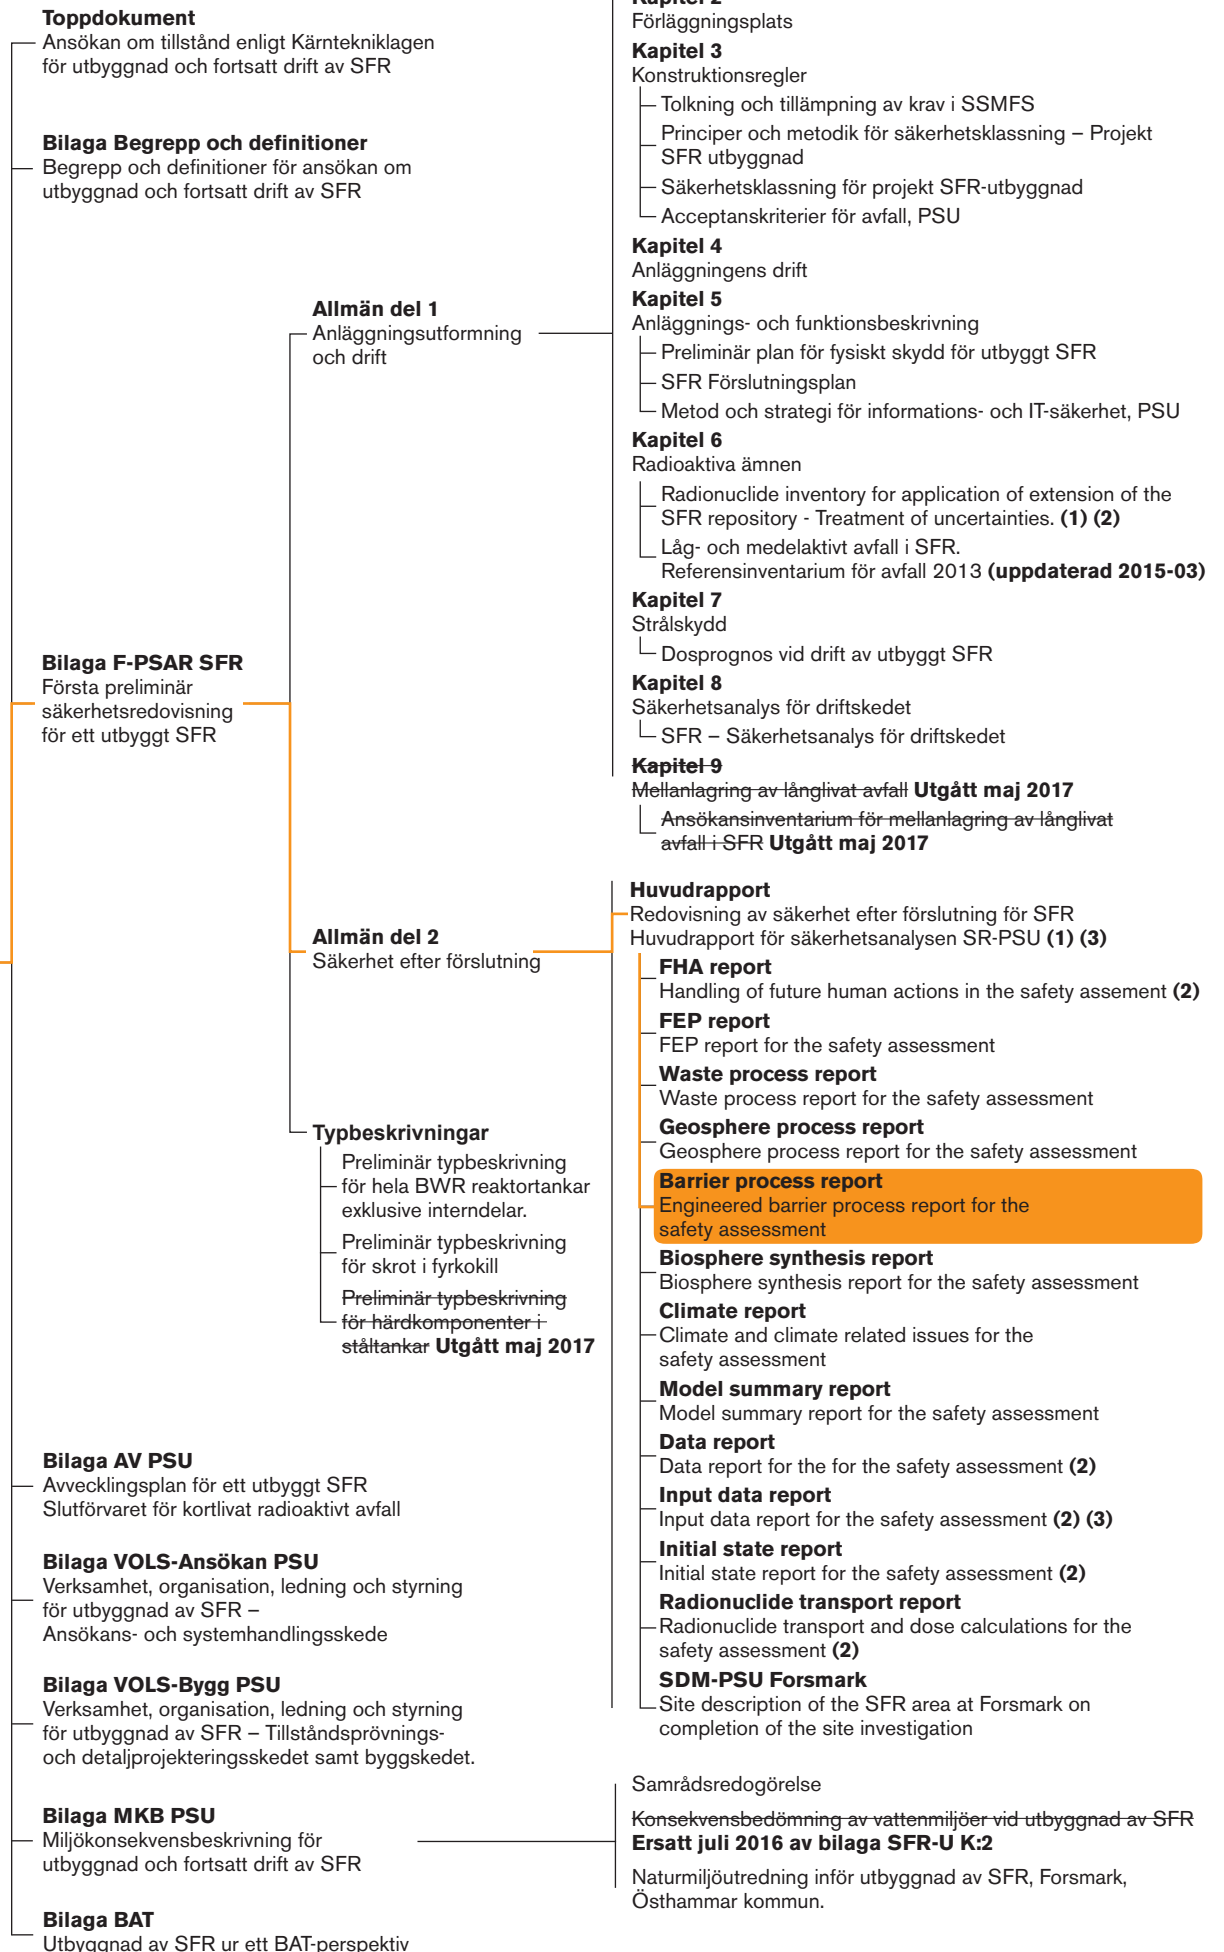 Toppdokument
Ansökan om tillstånd enligt Kärntekniklagen
för utbyggnad och fortsatt drift av SFR
Bilaga Begrepp och definitioner
Begrepp och definitioner för ansökan om
utbyggnad och fortsatt drift av SFR
Bilaga F-PSAR SFR
Första preliminär
säkerhetsredovisning
för ett utbyggt SFR
Allmän del 1
Anläggningsutformning
och drift
Kapitel 2
Förläggningsplats
Kapitel 3
Konstruktionsregler
Tolkning och tillämpning av krav i SSMFS
Principer och metodik för säkerhetsklassning – Projekt
SFR utbyggnad
Säkerhetsklassning för projekt SFR-utbyggnad
Acceptanskriterier för avfall, PSU
Kapitel 4
Anläggningens drift
Kapitel 5
Anläggnings- och funktionsbeskrivning
Preliminär plan för fysiskt skydd för utbyggt SFR
SFR Förslutningsplan
Metod och strategi för informations- och IT-säkerhet, PSU
Kapitel 6
Radioaktiva ämnen
Radionuclide inventory for application of extension of the
SFR repository - Treatment of uncertainties. (1) (2)
Låg- och medelaktivt avfall i SFR.
Referensinventarium för avfall 2013 (uppdaterad 2015-03)
Kapitel 7
Strålskydd
Dosprognos vid drift av utbyggt SFR
Kapitel 8
Säkerhetsanalys för driftskedet
SFR – Säkerhetsanalys för driftskedet
Kapitel 9
Mellanlagring av långlivat avfall Utgått maj 2017
Ansökansinventarium för mellanlagring av långlivat
avfall i SFR Utgått maj 2017
Allmän del 2
Säkerhet efter förslutning
Huvudrapport
Redovisning av säkerhet efter förslutning för SFR
Huvudrapport för säkerhetsanalysen SR-PSU (1) (3)
FHA report
Handling of future human actions in the safety assement (2)
FEP report
FEP report for the safety assessment
Waste process report
Waste process report for the safety assessment
Geosphere process report
Geosphere process report for the safety assessment
Barrier process report
Engineered barrier process report for the
safety assessment
Biosphere synthesis report
Biosphere synthesis report for the safety assessment
Climate report
Climate and climate related issues for the
safety assessment
Model summary report
Model summary report for the safety assessment
Data report
Data report for the for the safety assessment (2)
Input data report
Input data report for the safety assessment (2) (3)
Initial state report
Initial state report for the safety assessment (2)
Radionuclide transport report
Radionuclide transport and dose calculations for the
safety assessment (2)
SDM-PSU Forsmark
Site description of the SFR area at Forsmark on
completion of the site investigation
Typbeskrivningar
Preliminär typbeskrivning
för hela BWR reaktortankar
exklusive interndelar.
Preliminär typbeskrivning
för skrot i fyrkokill
Preliminär typbeskrivning
för härdkomponenter i
ståltankar Utgått maj 2017
Bilaga AV PSU
Avvecklingsplan för ett utbyggt SFR
Slutförvaret för kortlivat radioaktivt avfall
Bilaga VOLS-Ansökan PSU
Verksamhet, organisation, ledning och styrning
för utbyggnad av SFR –
Ansökans- och systemhandlingsskede
Bilaga VOLS-Bygg PSU
Verksamhet, organisation, ledning och styrning
för utbyggnad av SFR – Tillståndsprövnings-
och detaljprojekteringsskedet samt byggskedet.
Bilaga MKB PSU
Miljökonsekvensbeskrivning för
utbyggnad och fortsatt drift av SFR
Samrådsredogörelse
Konsekvensbedömning av vattenmiljöer vid utbyggnad av SFR
Ersatt juli 2016 av bilaga SFR-U K:2
Naturmiljöutredning inför utbyggnad av SFR, Forsmark,
Östhammar kommun.
Bilaga BAT
Utbyggnad av SFR ur ett BAT-perspektiv